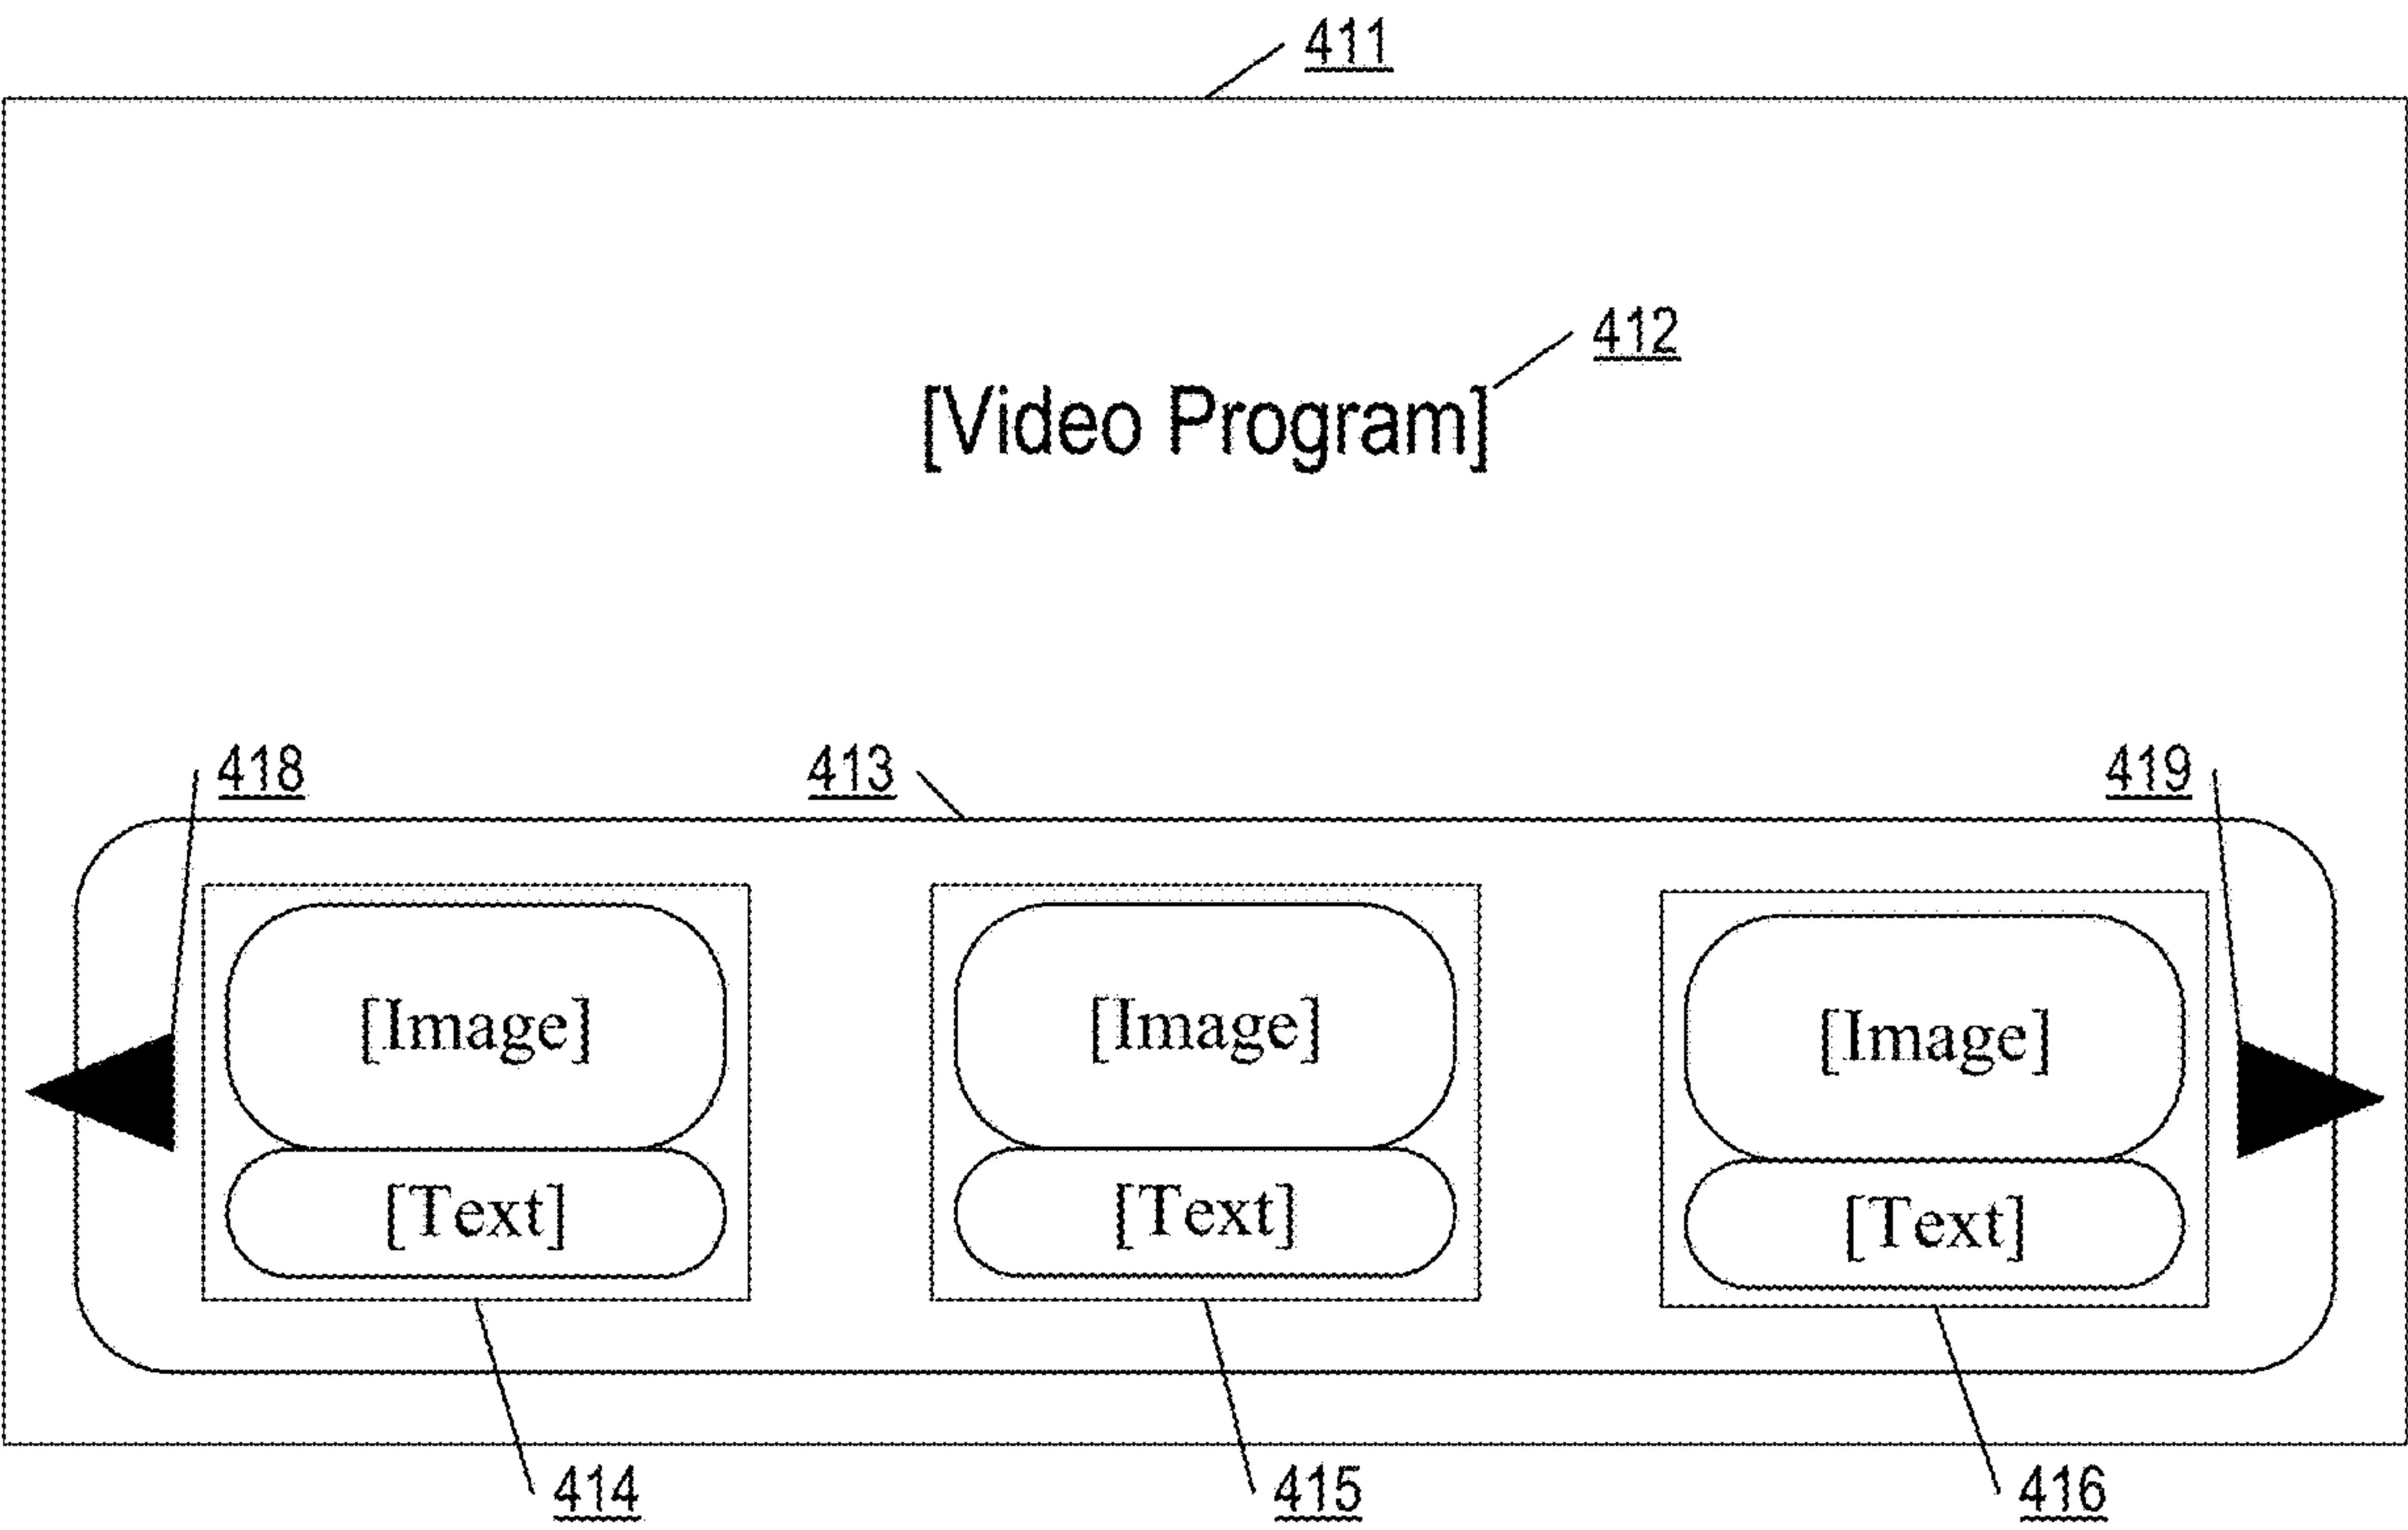 411
412
[Video Program]
418
413
419
[Image]
[Image]
[Image]
[Text]
[Text]
[Text]
414
415
416